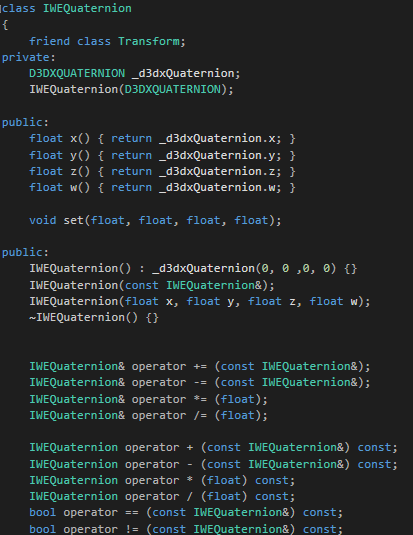 class IWEQuaternion
{
    friend class Transform;
private:
    D3DXQUATERNION _d3dxQuaternion;
    IWEQuaternion(D3DXQUATERNION);

public:
    float x() { return _d3dxQuaternion.x; }
    float y() { return _d3dxQuaternion.y; }
    float z() { return _d3dxQuaternion.z; }
    float w() { return _d3dxQuaternion.w; }

    void set(float, float, float, float);

public:
    IWEQuaternion() : _d3dxQuaternion(0, 0 ,0, 0) {}
    IWEQuaternion(const IWEQuaternion&);
    IWEQuaternion(float x, float y, float z, float w);
    ~IWEQuaternion() {}


    IWEQuaternion& operator += (const IWEQuaternion&);
    IWEQuaternion& operator -= (const IWEQuaternion&);
    IWEQuaternion& operator *= (float);
    IWEQuaternion& operator /= (float);

    IWEQuaternion operator + (const IWEQuaternion&) const;
    IWEQuaternion operator - (const IWEQuaternion&) const;
    IWEQuaternion operator * (float) const;
    IWEQuaternion operator / (float) const;
    bool operator == (const IWEQuaternion&) const;
    bool operator != (const IWEQuaternion&) const;